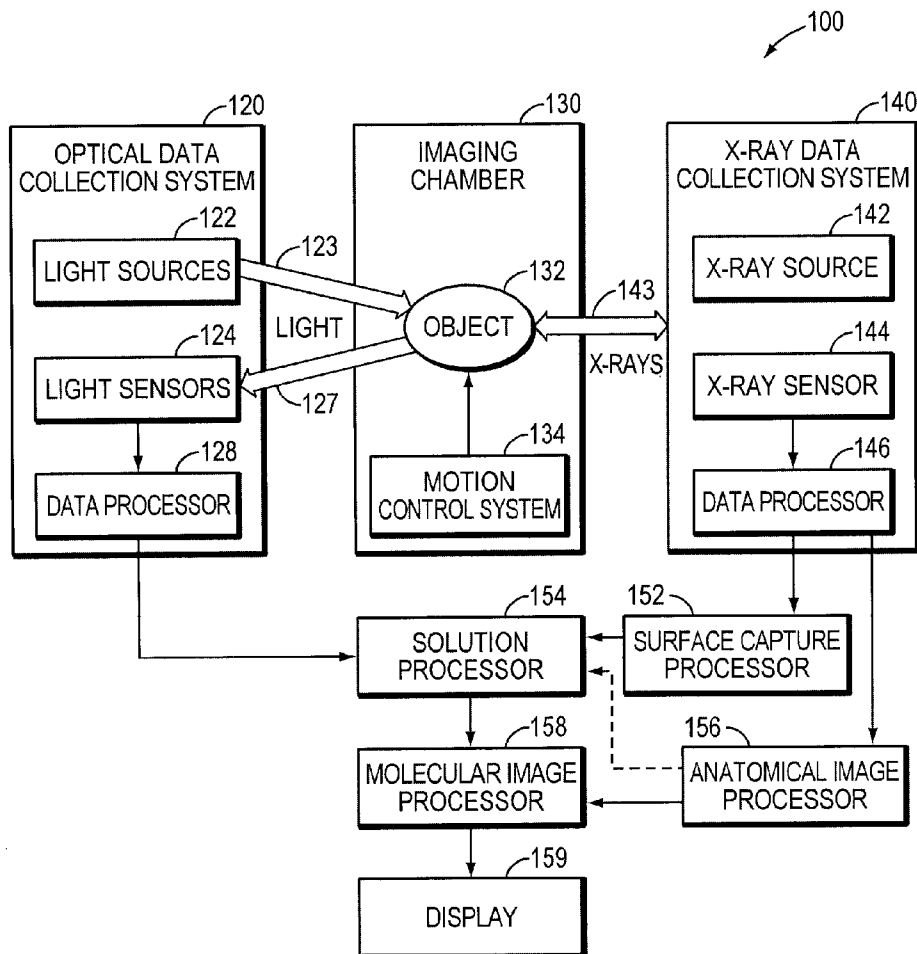 100
120
130
140
OPTICAL DATA
COLLECTION SYSTEM
IMAGING
CHAMBER
X-RAY DATA
COLLECTION SYSTEM
122
LIGHT SOURCES
123
132
OBJECT
142
X-RAY SOURCE
143
LIGHT
X-RAYS
124
LIGHT SENSORS
127
144
X-RAY SENSOR
128
DATA PROCESSOR
134
MOTION
CONTROL SYSTEM
146
DATA PROCESSOR
154
SOLUTION
PROCESSOR
152
SURFACE CAPTURE
PROCESSOR
158
MOLECULAR IMAGE
PROCESSOR
156
ANATOMICAL IMAGE
PROCESSOR
159
DISPLAY